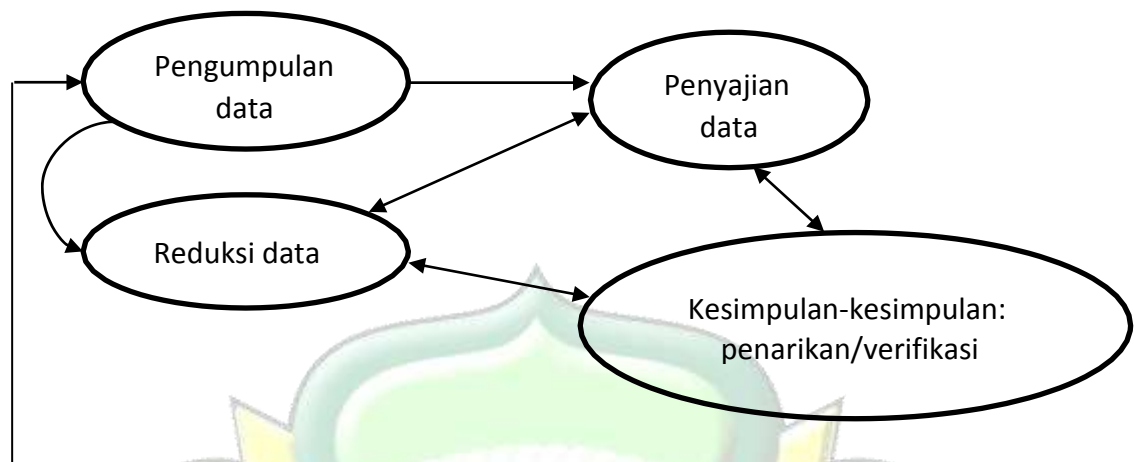 Pengumpulan
data
Penyajian
data
Reduksi data
Kesimpulan-kesimpulan:
penarikan/verifikasi